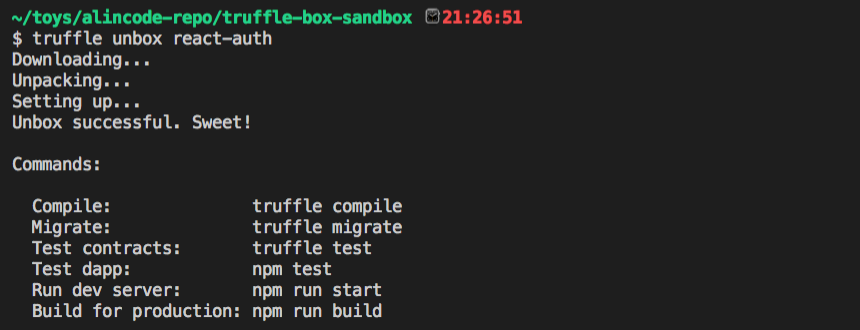 ~/toys/alincode-repo/truffle-box-sandbox 21:26:51
$ truffle unbox react-auth
Downloading...
Unpacking...
Setting up...
Unbox successful. Sweet!
Commands:
Compile: truffle compile
Migrate: truffle migrate
Test contracts: truffle test
Test dapp: npm test
Run dev server: npm run start
Build for production: npm run build